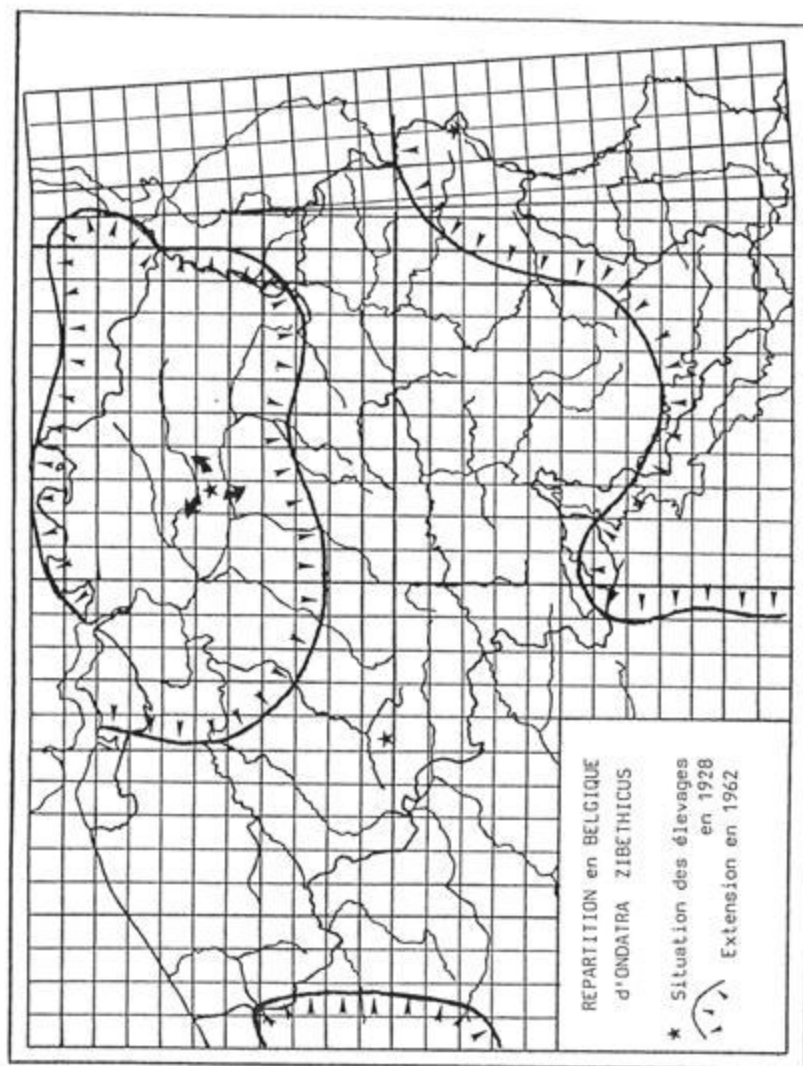 REPARTITION en BELGIQUE
d'ONDATRA ZIBETHICUS
★ Situation des élevages
en 1928
Extension en 1962